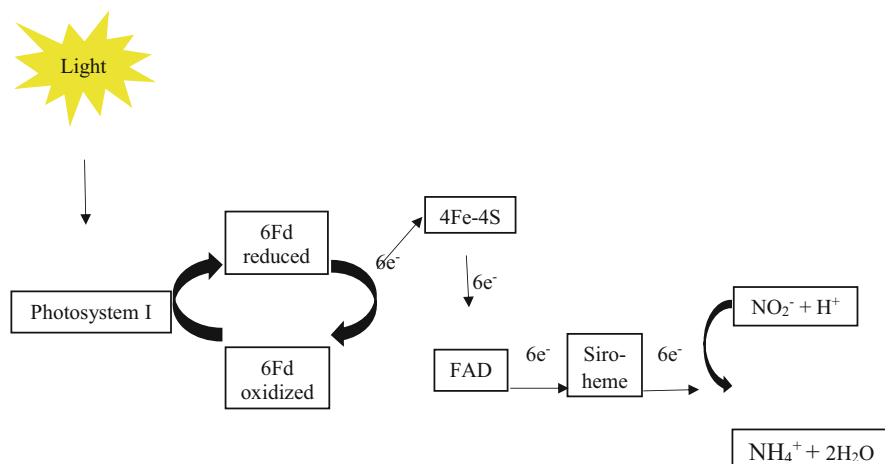 Light
4Fe-4S
6Fd
reduced
6e⁻
6e⁻
Photosystem I
NO₂⁻ + H⁺
6Fd
oxidized
FAD
6e⁻
Siro-
heme
6e⁻
NH₄⁺ + 2H₂O